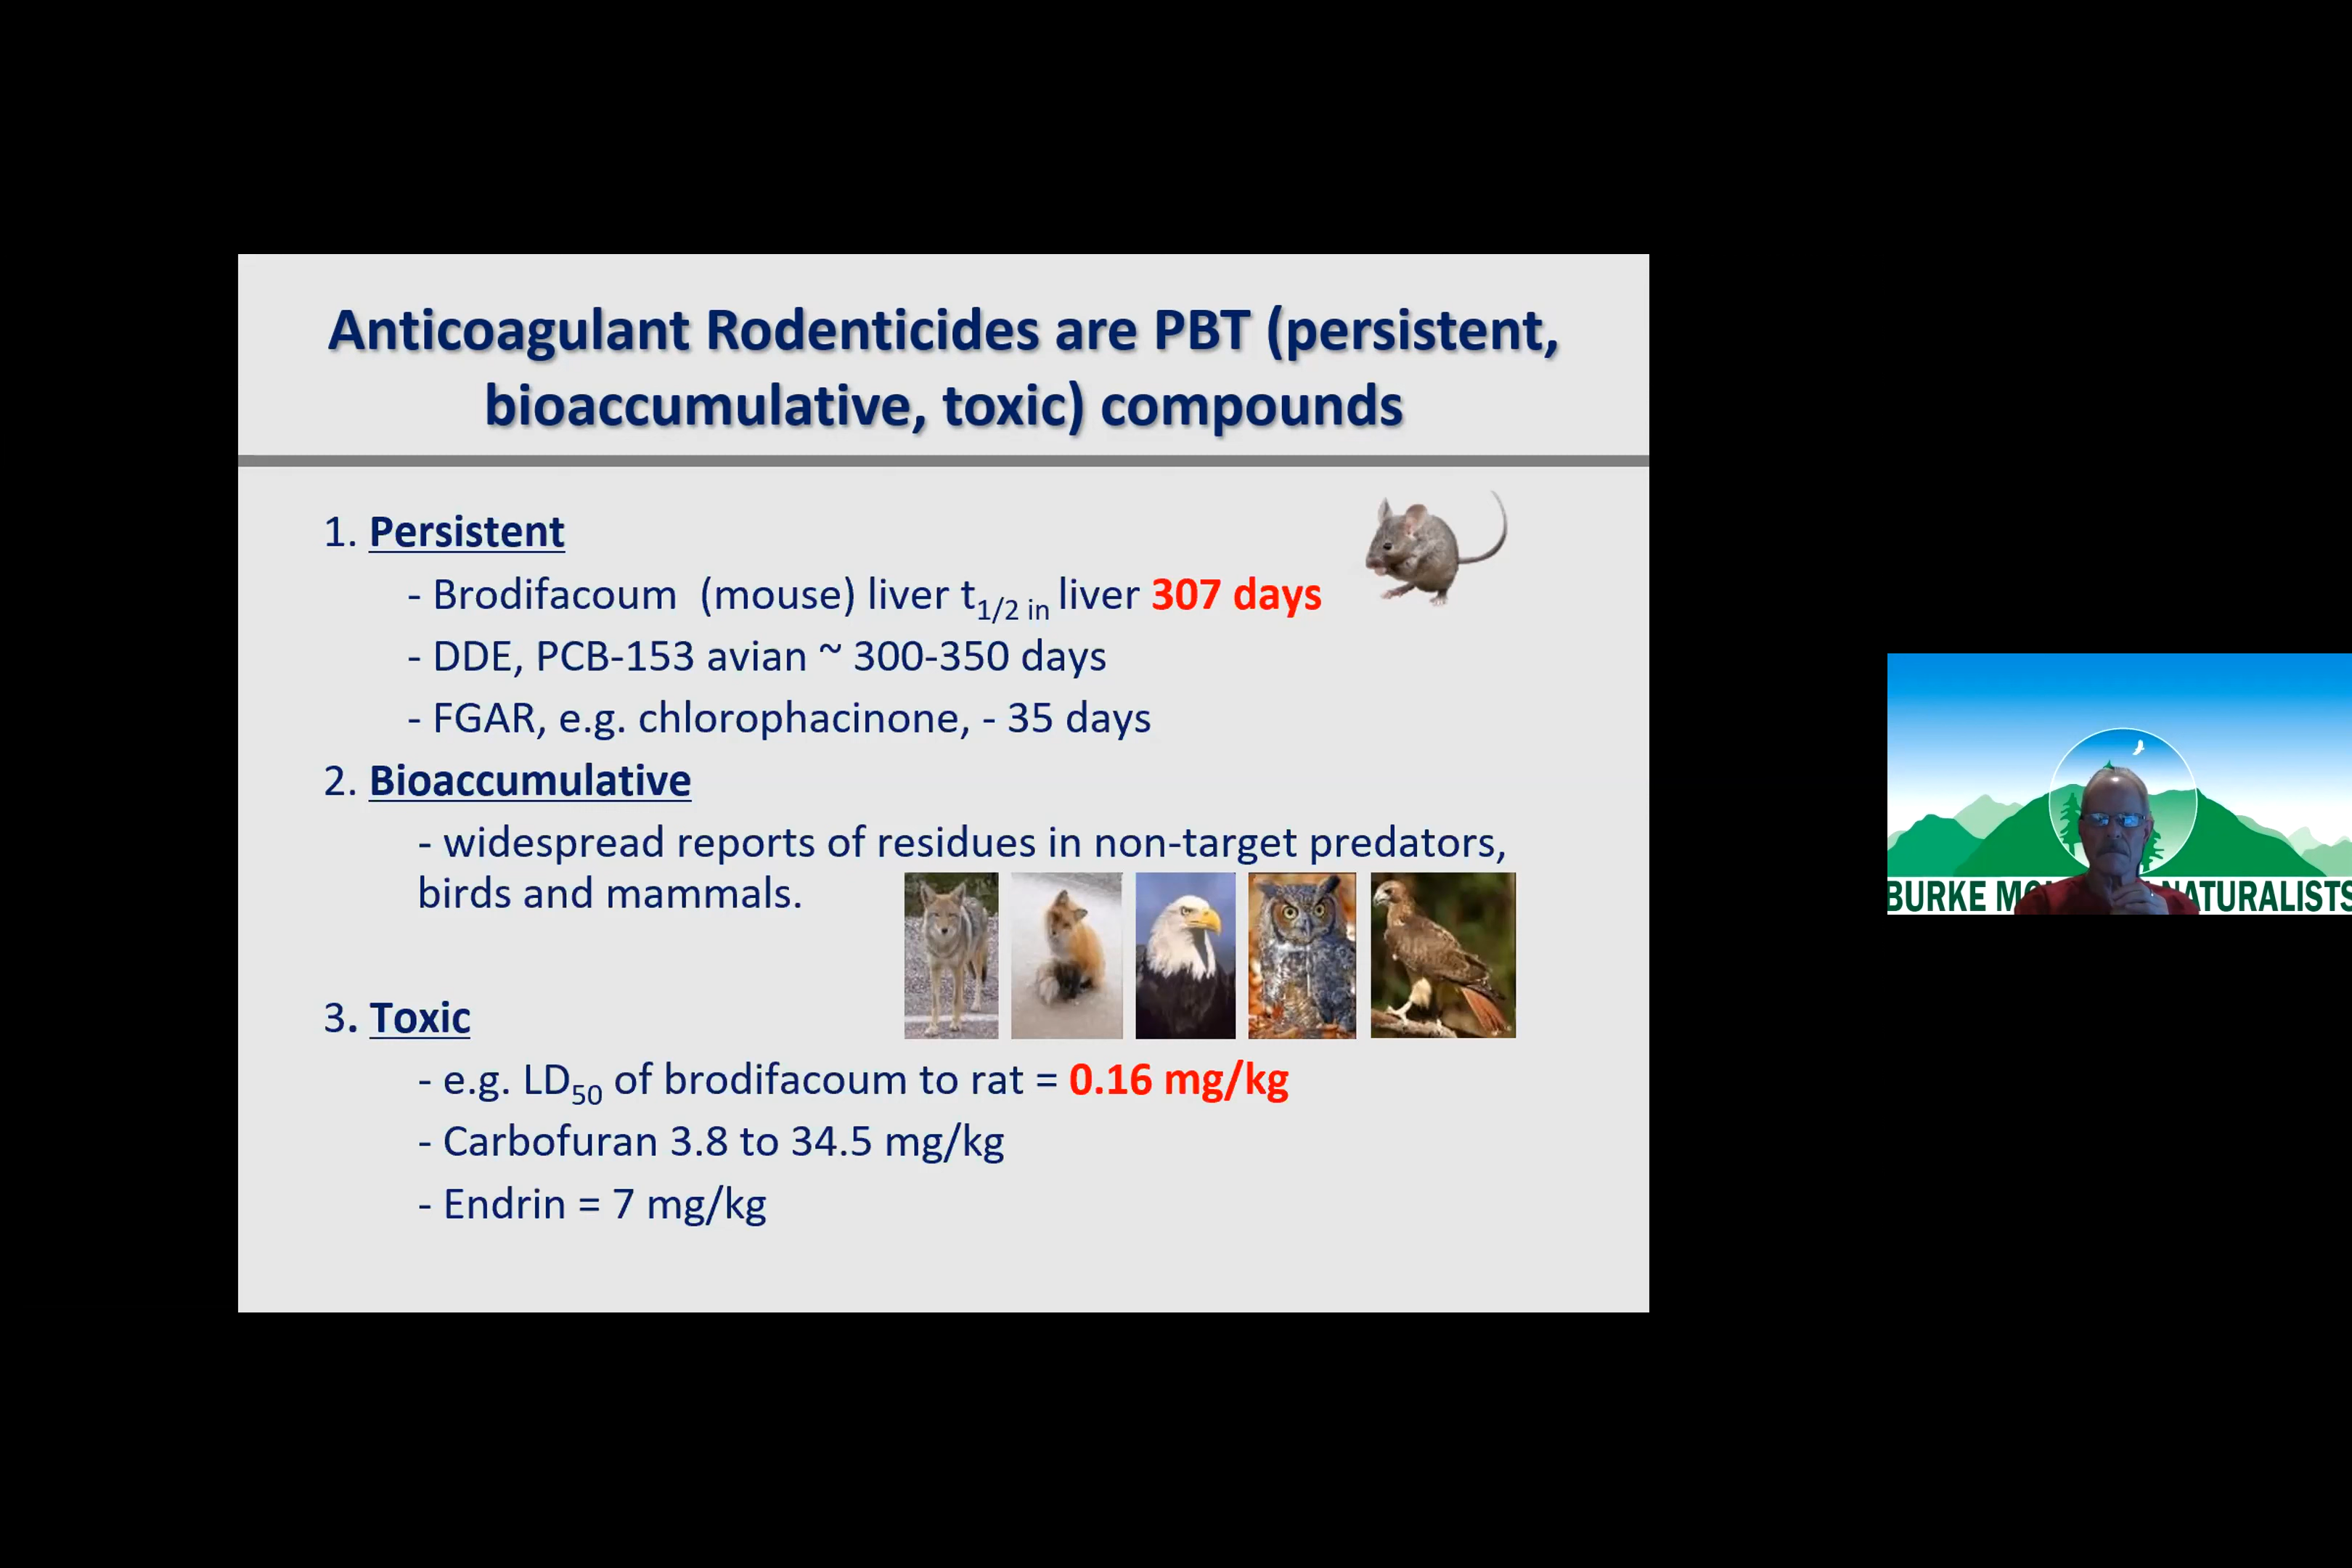 Anticoagulant Rodenticides are PBT (persistent,
bioaccumulative, toxic) compounds
1. Persistent
- Brodifacoum (mouse) liver t1/2 in liver 307 days
- DDE, PCB-153 avian ~ 300-350 days
- FGAR, e.g. chlorophacinone, - 35 days
2. Bioaccumulative
- widespread reports of residues in non-target predators,
birds and mammals.
3. Toxic
- e.g. LD50 of brodifacoum to rat = 0.16 mg/kg
- Carbofuran 3.8 to 34.5 mg/kg
- Endrin = 7 mg/kg
BURKE NATURALISTS